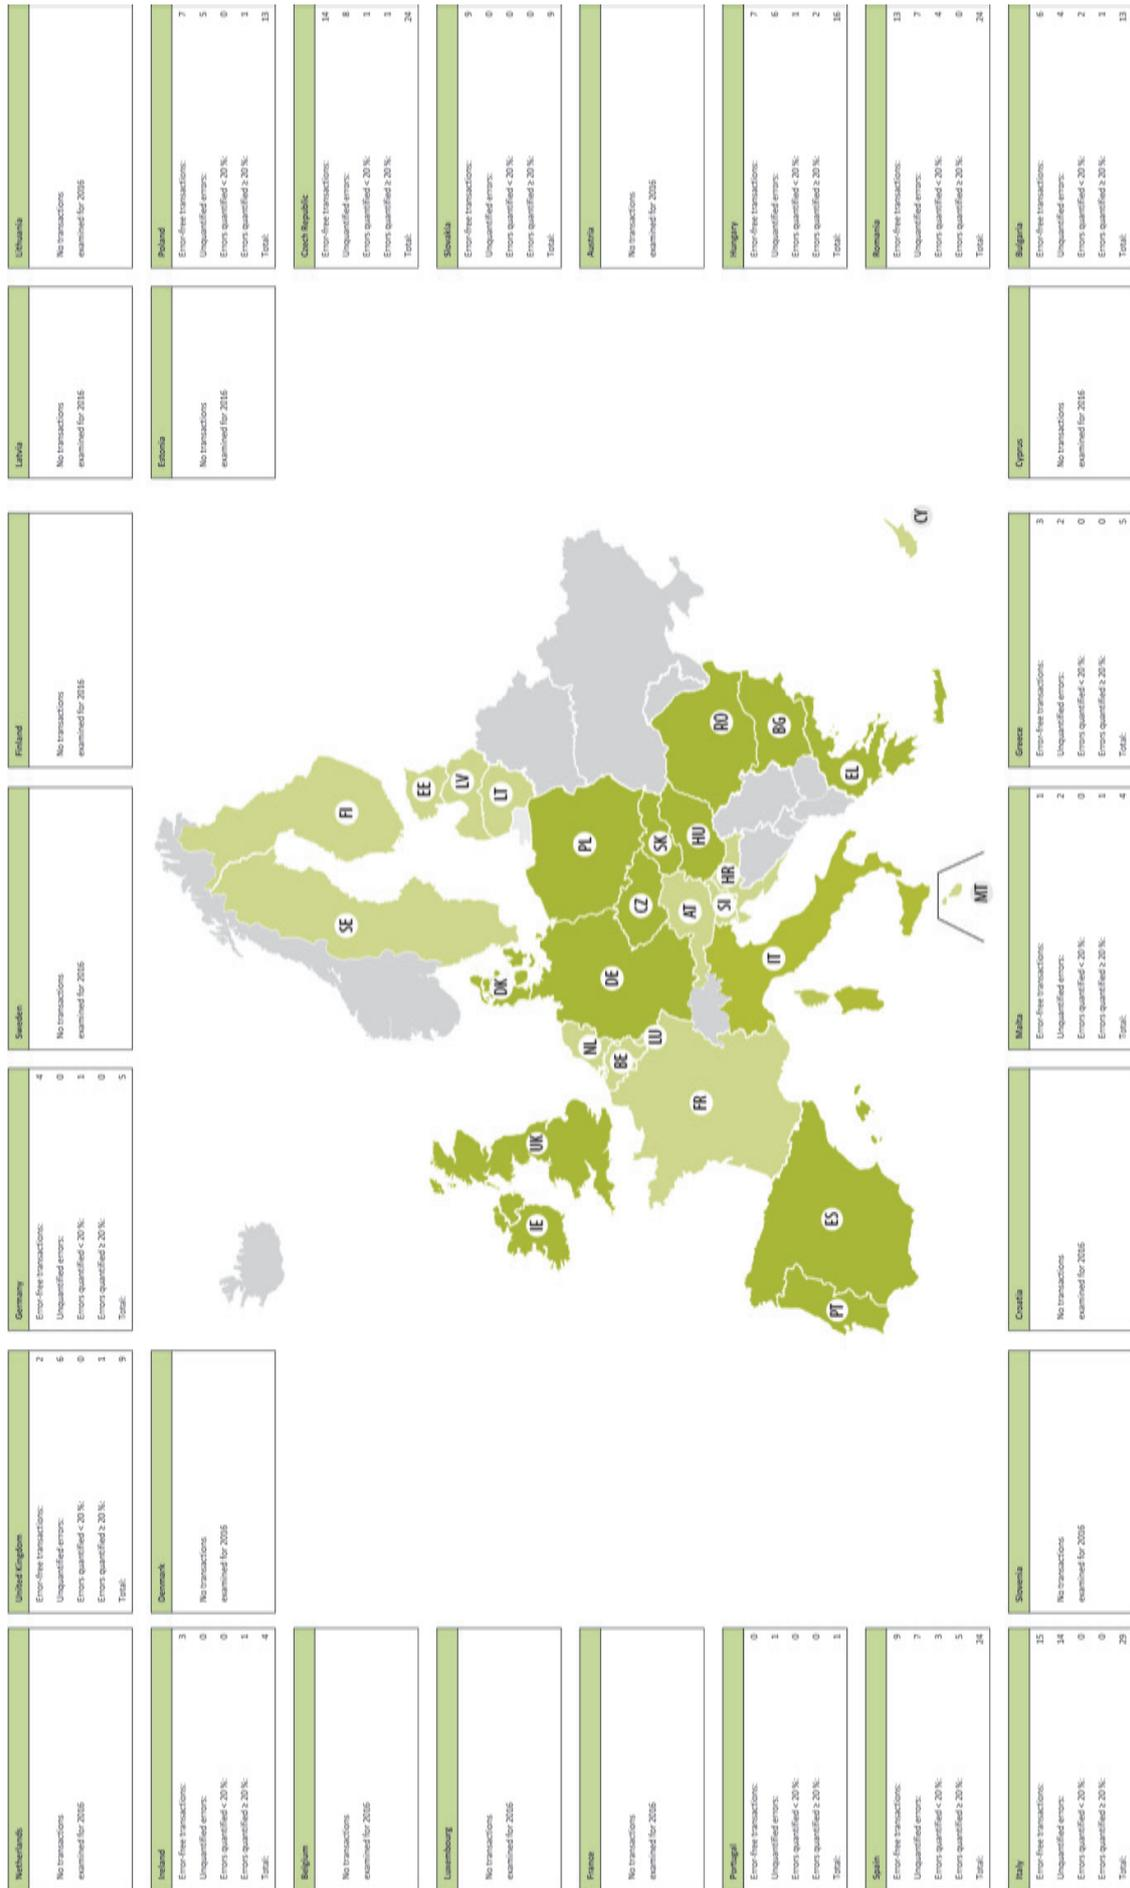 Netherlands
No transactions
examined for 2016
United Kingdom
Error-free transactions: 2
Unquantified errors: 6
Errors quantified < 20 %: 0
Errors quantified ≥ 20 %: 1
Total: 9
Germany
Error-free transactions: 4
Unquantified errors: 0
Errors quantified < 20 %: 1
Errors quantified ≥ 20 %: 0
Total: 5
Sweden
No transactions
examined for 2016
Finland
No transactions
examined for 2016
Latvia
No transactions
examined for 2016
Lithuania
No transactions
examined for 2016
Ireland
Error-free transactions: 3
Unquantified errors: 0
Errors quantified < 20 %: 0
Errors quantified ≥ 20 %: 1
Total: 4
Denmark
No transactions
examined for 2016
Estonia
No transactions
examined for 2016
Poland
Error-free transactions: 7
Unquantified errors: 5
Errors quantified < 20 %: 0
Errors quantified ≥ 20 %: 1
Total: 13
Belgium
No transactions
examined for 2016
Czech Republic
Error-free transactions: 14
Unquantified errors: 8
Errors quantified < 20 %: 1
Errors quantified ≥ 20 %: 1
Total: 24
Luxembourg
No transactions
examined for 2016
Slovakia
Error-free transactions: 9
Unquantified errors: 0
Errors quantified < 20 %: 0
Errors quantified ≥ 20 %: 0
Total: 9
France
No transactions
examined for 2016
Austria
No transactions
examined for 2016
Portugal
Error-free transactions: 0
Unquantified errors: 1
Errors quantified < 20 %: 0
Errors quantified ≥ 20 %: 0
Total: 1
Hungary
Error-free transactions: 7
Unquantified errors: 6
Errors quantified < 20 %: 1
Errors quantified ≥ 20 %: 2
Total: 16
Spain
Error-free transactions: 9
Unquantified errors: 7
Errors quantified < 20 %: 3
Errors quantified ≥ 20 %: 5
Total: 24
Romania
Error-free transactions: 13
Unquantified errors: 7
Errors quantified < 20 %: 4
Errors quantified ≥ 20 %: 0
Total: 24
Italy
Error-free transactions: 15
Unquantified errors: 14
Errors quantified < 20 %: 0
Errors quantified ≥ 20 %: 0
Total: 29
Slovenia
No transactions
examined for 2016
Croatia
No transactions
examined for 2016
Malta
Error-free transactions: 1
Unquantified errors: 2
Errors quantified < 20 %: 0
Errors quantified ≥ 20 %: 1
Total: 4
Greece
Error-free transactions: 3
Unquantified errors: 2
Errors quantified < 20 %: 0
Errors quantified ≥ 20 %: 0
Total: 5
Cyprus
No transactions
examined for 2016
Bulgaria
Error-free transactions: 6
Unquantified errors: 4
Errors quantified < 20 %: 2
Errors quantified ≥ 20 %: 1
Total: 13
FI
SE
EE
LV
LT
DK
IE
UK
NL
BE
LU
DE
PL
CZ
SK
FR
AT
HU
SI
HR
RO
BG
IT
PT
ES
EL
MT
CY